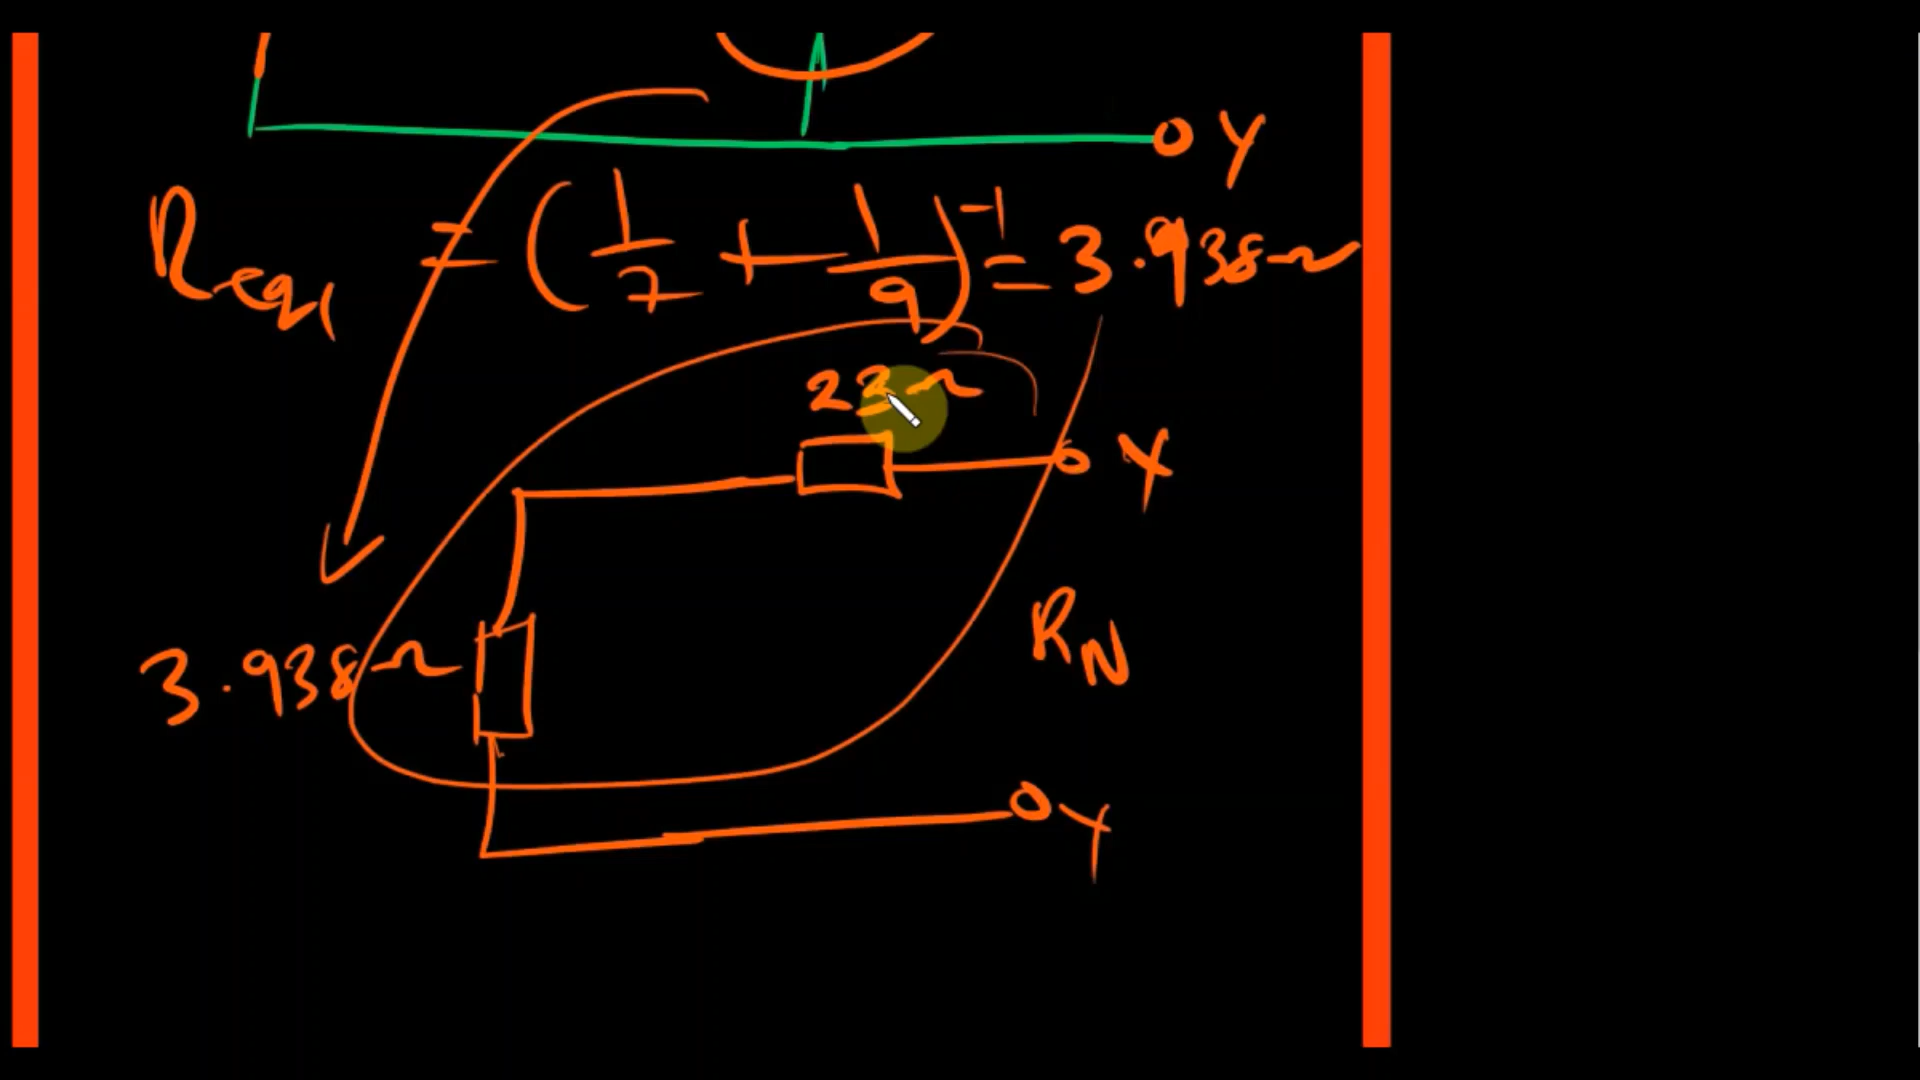 Y
Req1 = (1/7 + 1/9)^-1 = 3.938Ω
22Ω
X
RN
3.938Ω
Y